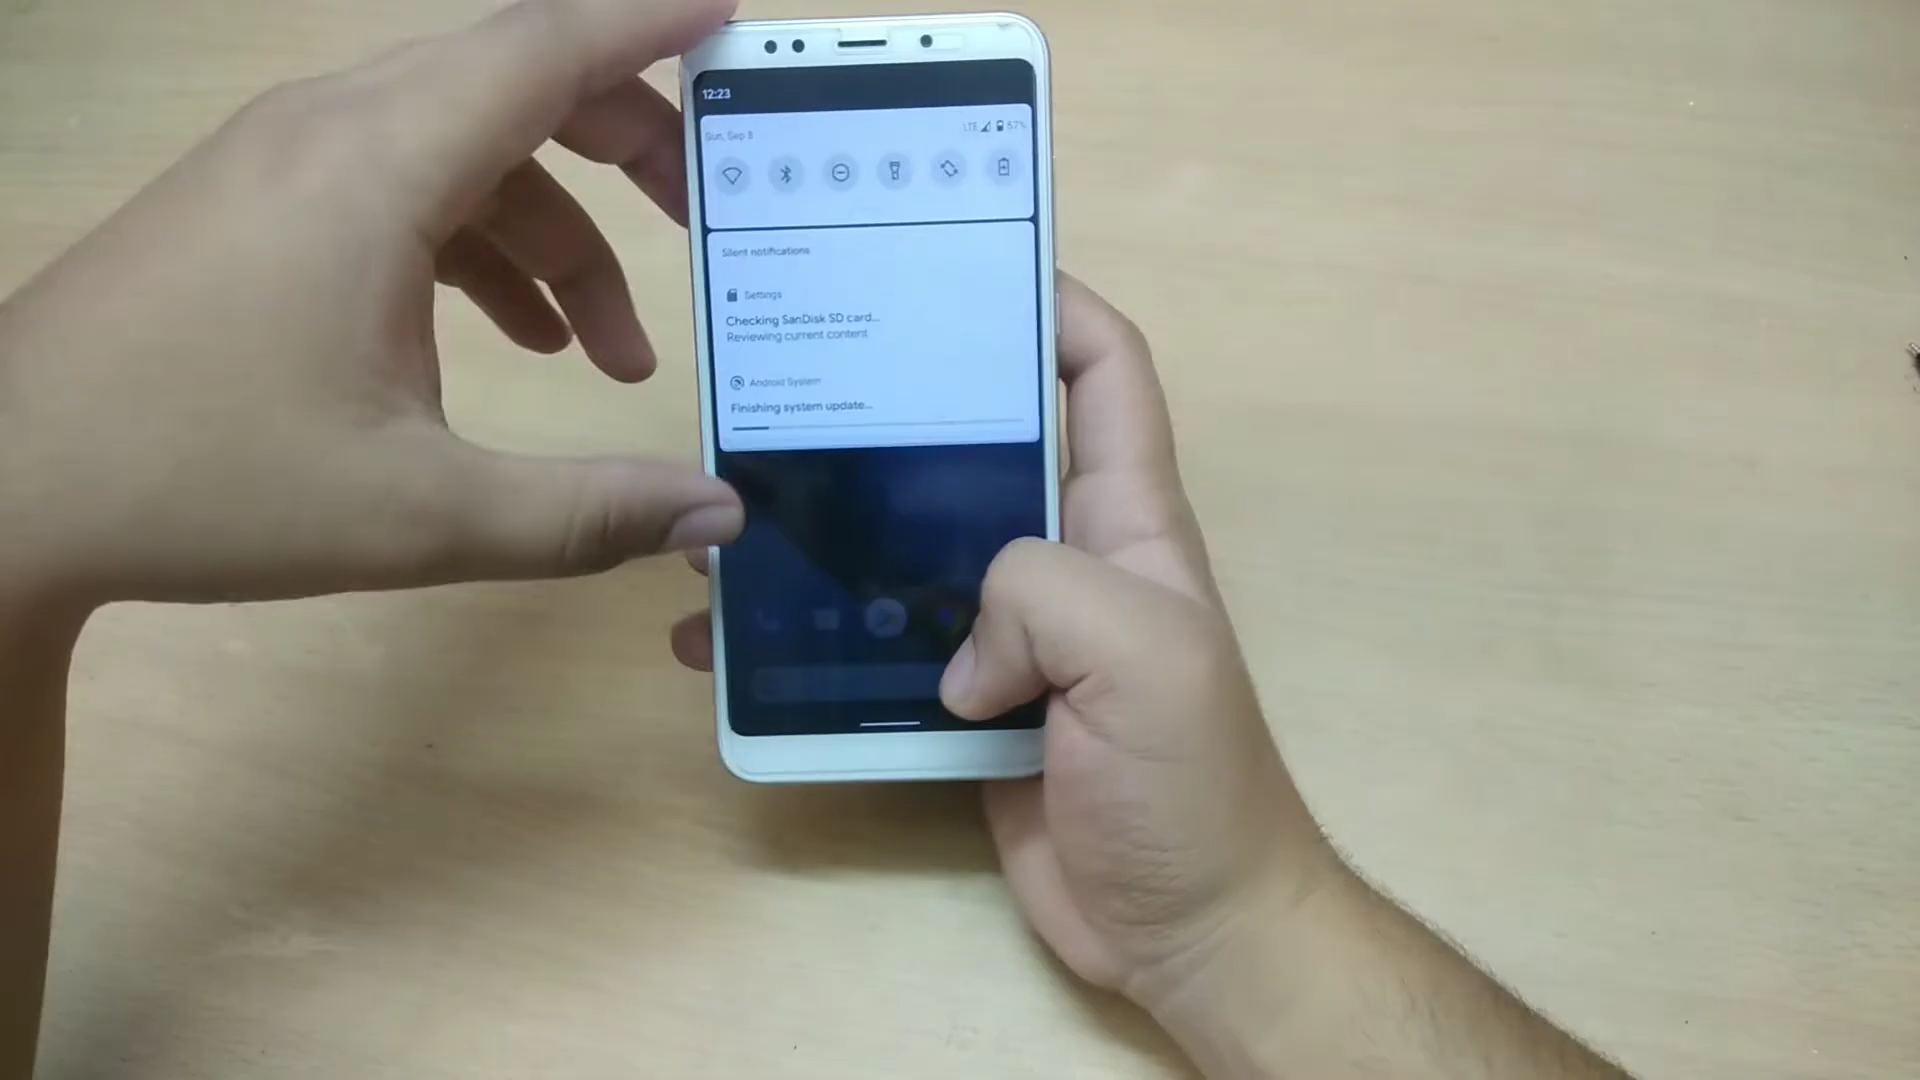 12:23
Sun, Sep 8
LTE 57%
Silent notifications
Settings
Checking SanDisk SD card...
Reviewing current content
Android System
Finishing system update...